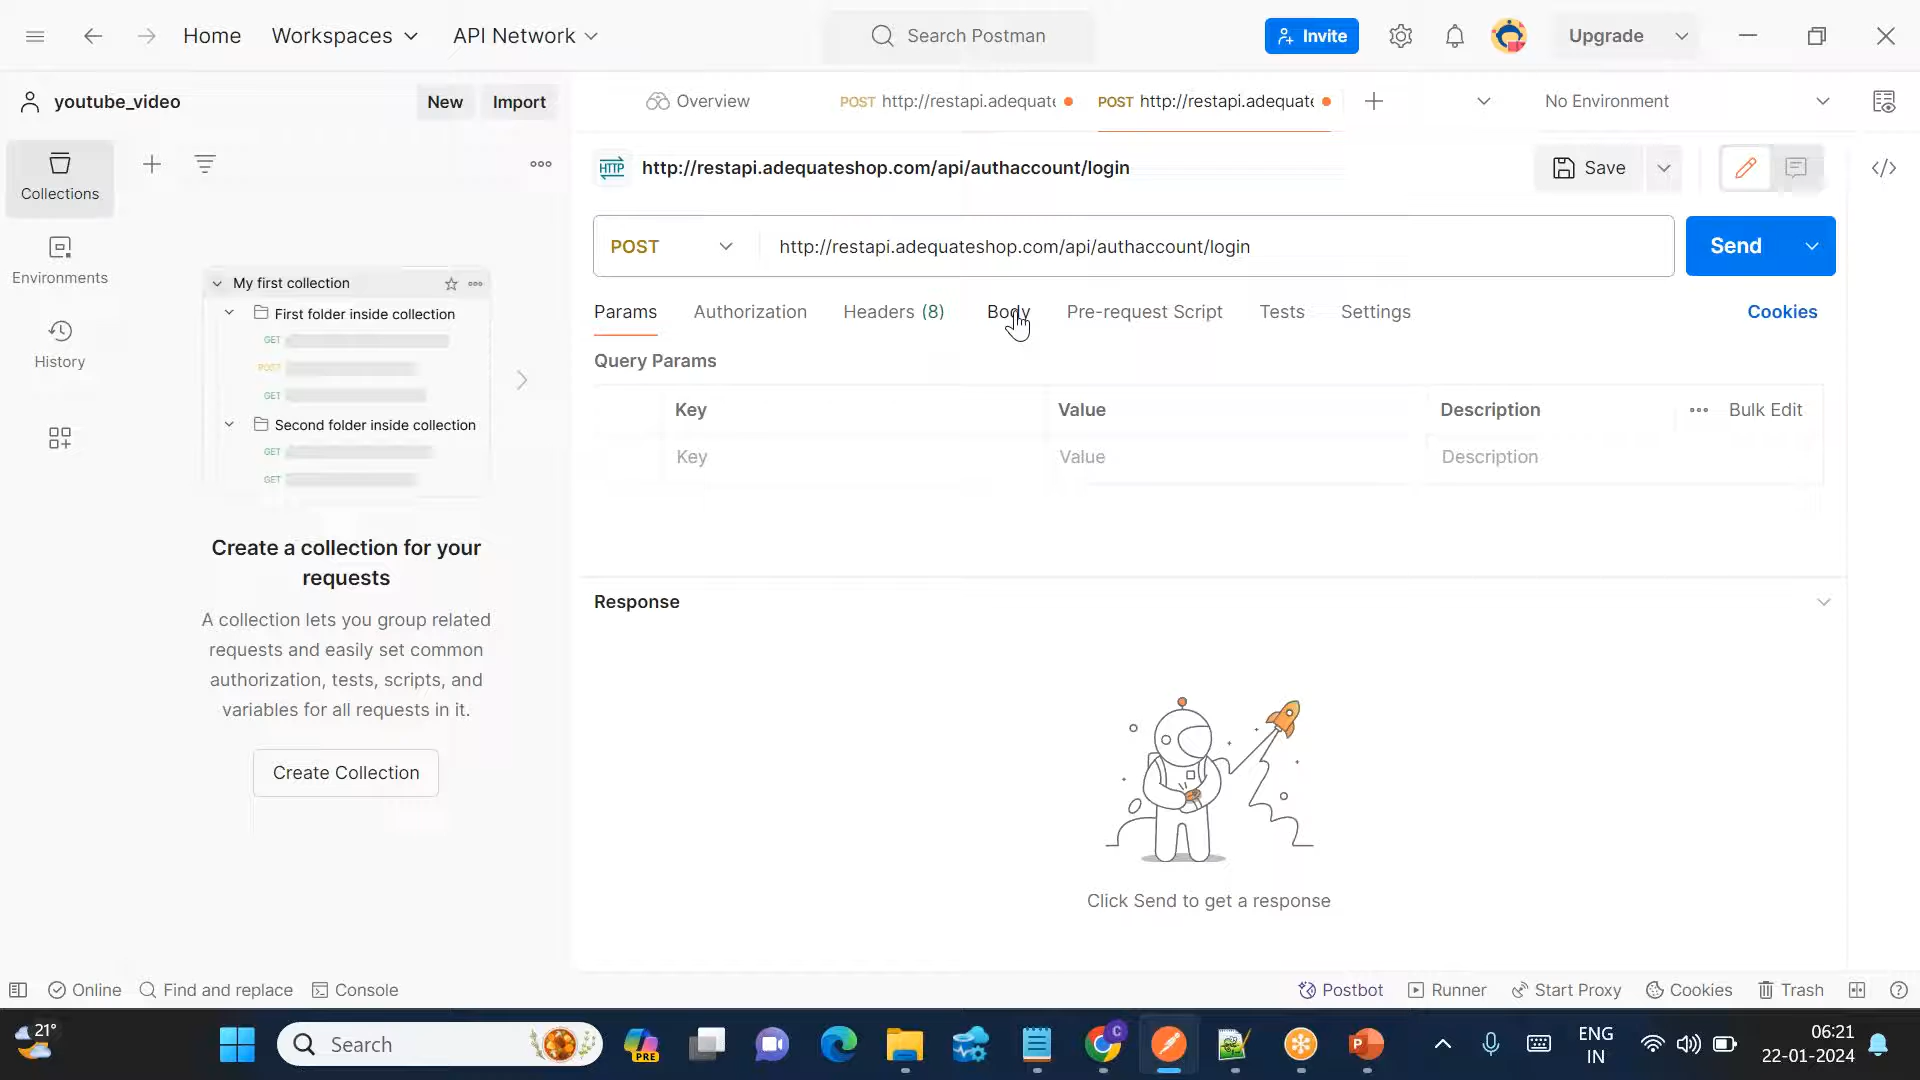 Home
Workspaces
API Network
Search Postman
Invite
Upgrade
youtube_video
New
Import
Overview
POST http://restapi.adequate
POST http://restapi.adequate
No Environment
Collections
Environments
History
HTTP
http://restapi.adequateshop.com/api/authaccount/login
Save
POST
http://restapi.adequateshop.com/api/authaccount/login
Send
Params
Authorization
Headers (8)
Body
Pre-request Script
Tests
Settings
Cookies
Query Params
Key
Value
Description
Bulk Edit
Key
Value
Description
My first collection
First folder inside collection
GET
POST
GET
Second folder inside collection
GET
GET
Create a collection for your
requests
A collection lets you group related
requests and easily set common
authorization, tests, scripts, and
variables for all requests in it.
Create Collection
Response
Click Send to get a response
Online
Find and replace
Console
Postbot
Runner
Start Proxy
Cookies
Trash
21°
Search
PRE
C
P
ENG
IN
06:21
22-01-2024